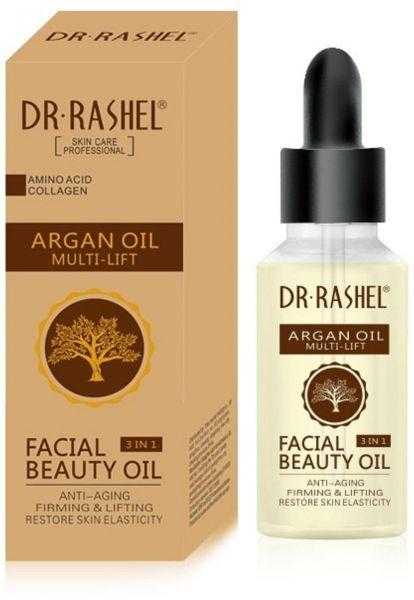 DR·RASHEL®
DR·RASHEL®
[SKIN CARE
PROFESSIONAL]
AMINO ACID
COLLAGEN
ARGAN OIL
MULTI-LIFT
FACIAL 3 IN 1
BEAUTY OIL
ANTI-AGING
FIRMING & LIFTING
RESTORE SKIN ELASTICITY
DR·RASHEL®
ARGAN OIL
MULTI-LIFT
FACIAL 3 IN 1
BEAUTY OIL
ANTI-AGING
FIRMING & LIFTING
RESTORE SKIN ELASTICITY